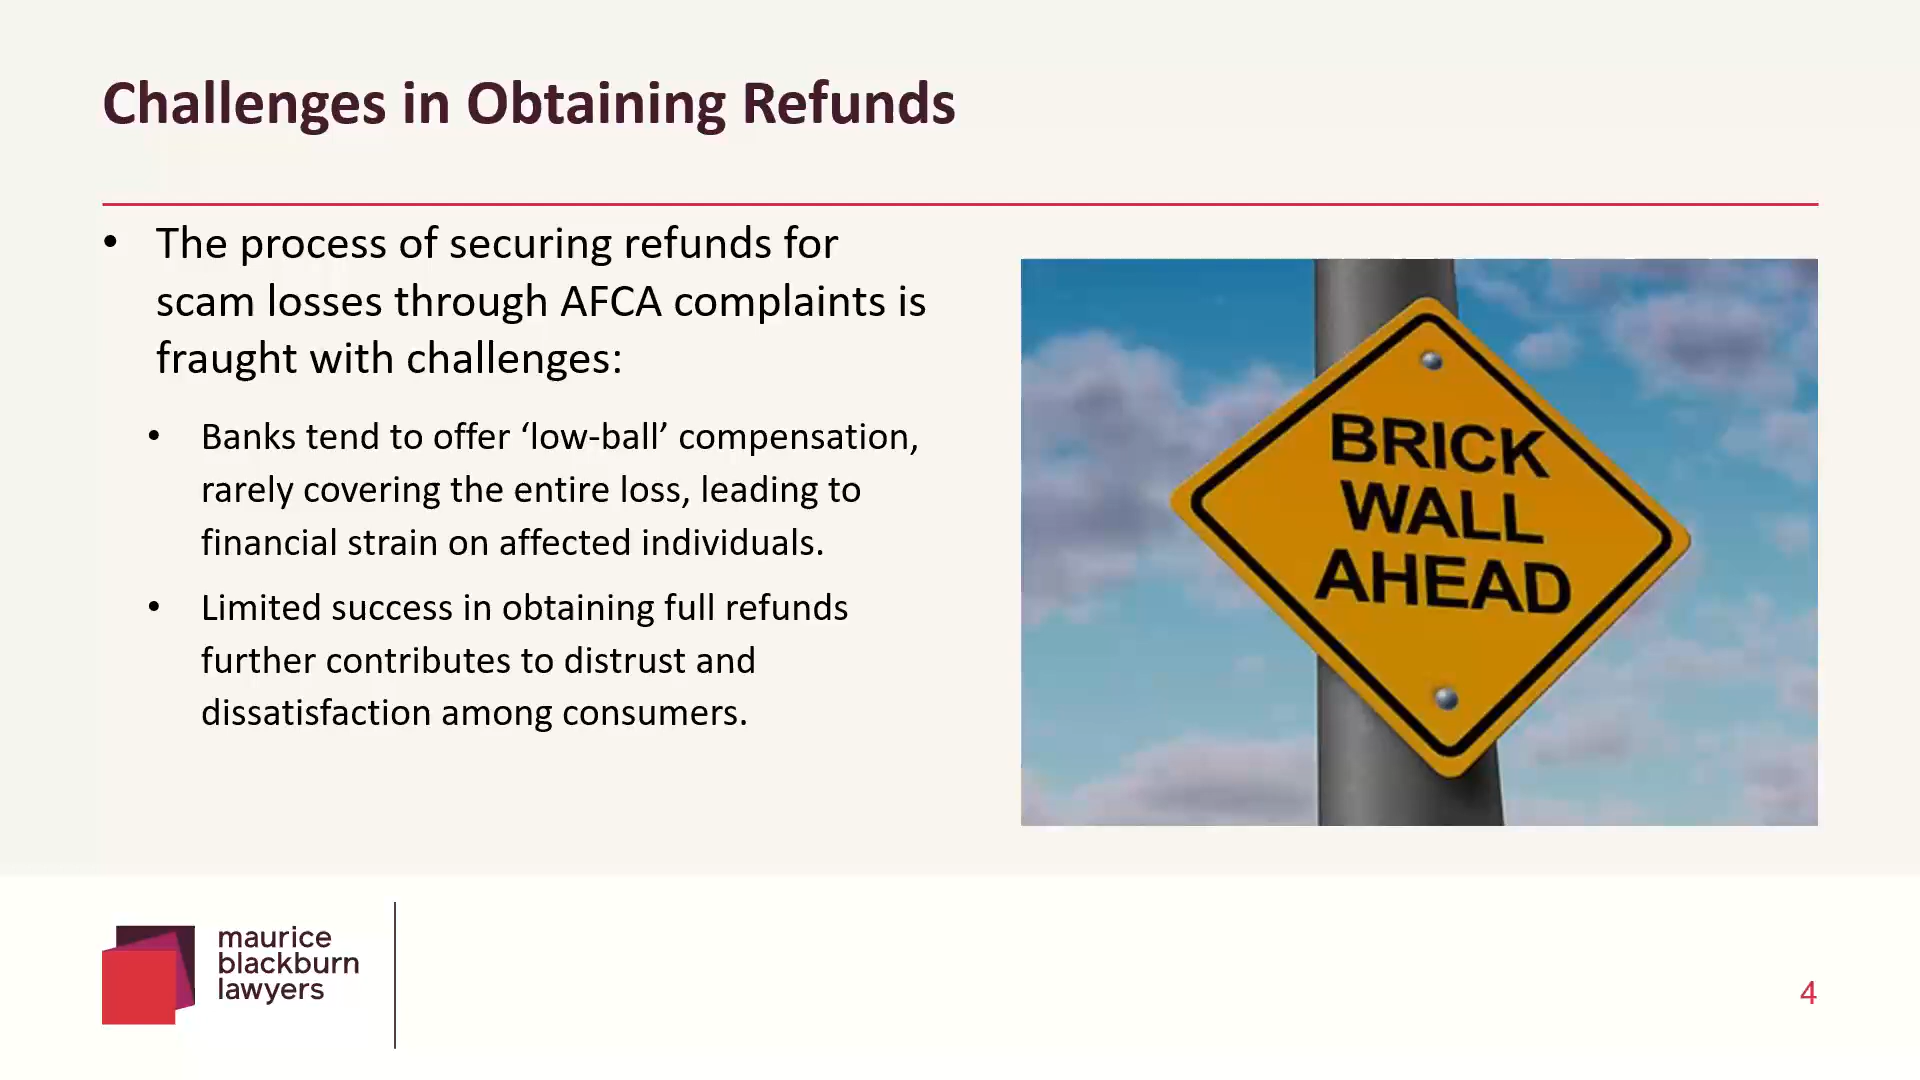 Challenges in Obtaining Refunds
• The process of securing refunds for
scam losses through AFCA complaints is
fraught with challenges:
• Banks tend to offer ‘low-ball’ compensation,
rarely covering the entire loss, leading to
financial strain on affected individuals.
• Limited success in obtaining full refunds
further contributes to distrust and
dissatisfaction among consumers.
BRICK
WALL
AHEAD
maurice
blackburn
lawyers
4